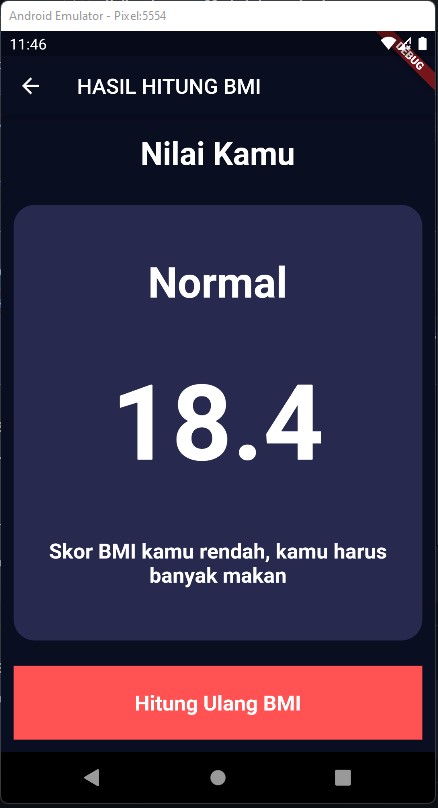 Android Emulator - Pixel:5554
11:46
DEBUG
HASIL HITUNG BMI
Nilai Kamu
Normal
18.4
Skor BMI kamu rendah, kamu harus
banyak makan
Hitung Ulang BMI